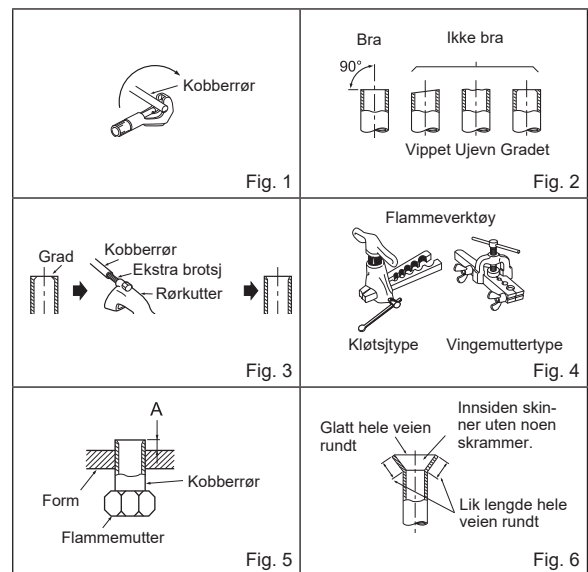 Kobberrør
Fig. 1
Bra
Ikke bra
90°
Vippet Ujevn Gradet
Fig. 2
Grad
Kobberrør
Ekstra brotsj
Rørkutter
Fig. 3
Flammeverktøy
Kløtsjtype
Vingemuttertype
Fig. 4
A
Kobberrør
Form
Flammemutter
Fig. 5
Glatt hele veien
rundt
Innsiden skin-
ner uten noen
skrammer.
Lik lengde hele
veien rundt
Fig. 6